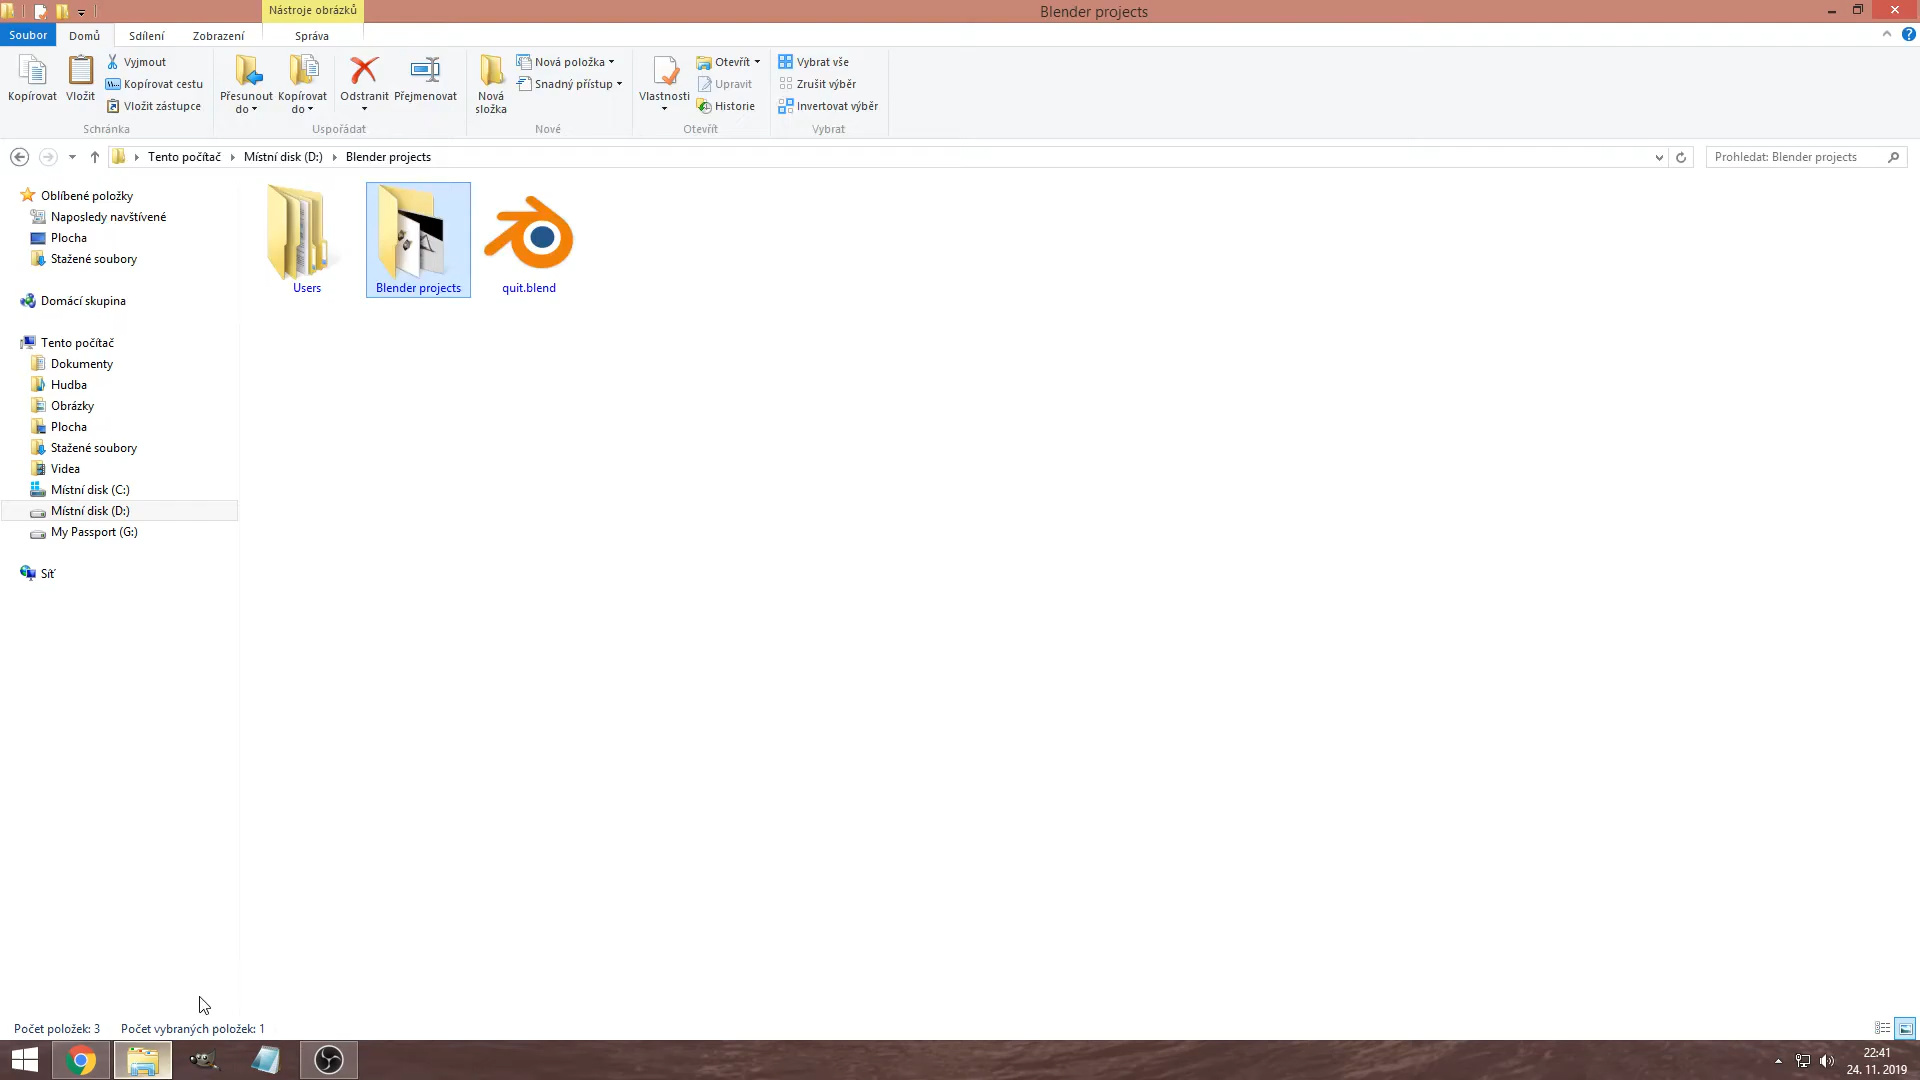 Nástroje obrázků
Blender projects
Soubor
Domů
Sdílení
Zobrazení
Správa
Kopírovat
Vložit
Vyjmout
Kopírovat cestu
Vložit zástupce
Schránka
Přesunout do
Kopírovat do
Odstranit
Přejmenovat
Uspořádat
Nová složka
Nová položka
Snadný přístup
Nové
Vlastnosti
Otevřít
Upravit
Historie
Otevřít
Vybrat vše
Zrušit výběr
Invertovat výběr
Vybrat
Tento počítač
Místní disk (D:)
Blender projects
Prohledat: Blender projects
Oblíbené položky
Naposledy navštívené
Plocha
Stažené soubory
Domácí skupina
Tento počítač
Dokumenty
Hudba
Obrázky
Plocha
Stažené soubory
Videa
Místní disk (C:)
Místní disk (D:)
My Passport (G:)
Síť
Users
Blender projects
quit.blend
Počet položek: 3
Počet vybraných položek: 1
22:41
24. 11. 2019